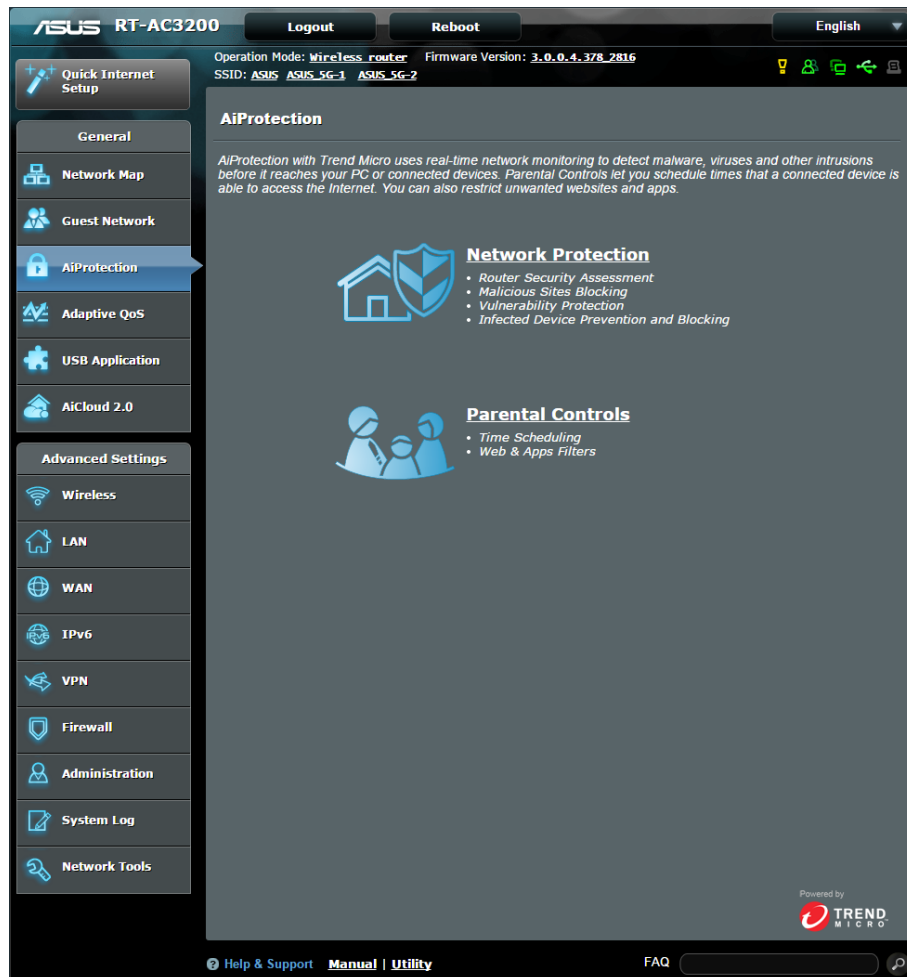 ASUS RT-AC3200
Logout
Reboot
English
Quick Internet
Setup
Operation Mode: Wireless router Firmware Version: 3.0.0.4.378_2816
SSID: ASUS ASUS_5G-1 ASUS_5G-2
General
Network Map
Guest Network
AiProtection
Adaptive QoS
USB Application
AiCloud 2.0
Advanced Settings
Wireless
LAN
WAN
IPv6
IPv6
VPN
Firewall
Administration
System Log
Network Tools
AiProtection
AiProtection with Trend Micro uses real-time network monitoring to detect malware, viruses and other intrusions
before it reaches your PC or connected devices. Parental Controls let you schedule times that a connected device is
able to access the Internet. You can also restrict unwanted websites and apps.
Network Protection
• Router Security Assessment
• Malicious Sites Blocking
• Vulnerability Protection
• Infected Device Prevention and Blocking
Parental Controls
• Time Scheduling
• Web & Apps Filters
Powered by
TREND
MICRO
? Help & Support Manual | Utility
FAQ